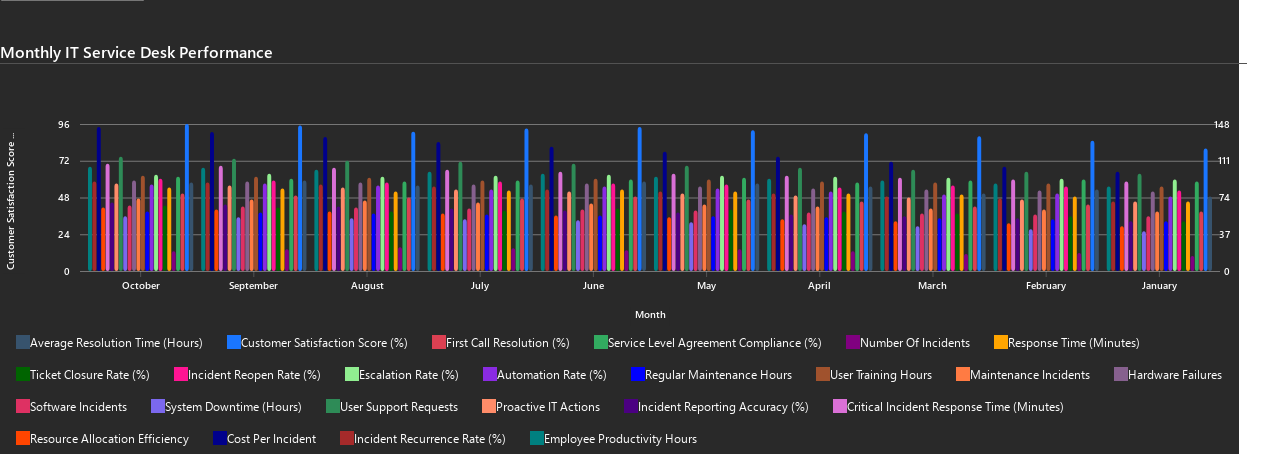 Monthly IT Service Desk Performance
Customer Satisfaction Score ...
96
72
48
24
0
148
111
74
37
0
October September August July June May April March February January
Month
Average Resolution Time (Hours) Customer Satisfaction Score (%) First Call Resolution (%) Service Level Agreement Compliance (%) Number Of Incidents Response Time (Minutes)
Ticket Closure Rate (%) Incident Reopen Rate (%) Escalation Rate (%) Automation Rate (%) Regular Maintenance Hours User Training Hours Maintenance Incidents Hardware Failures
Software Incidents System Downtime (Hours) User Support Requests Proactive IT Actions Incident Reporting Accuracy (%) Critical Incident Response Time (Minutes)
Resource Allocation Efficiency Cost Per Incident Incident Recurrence Rate (%) Employee Productivity Hours